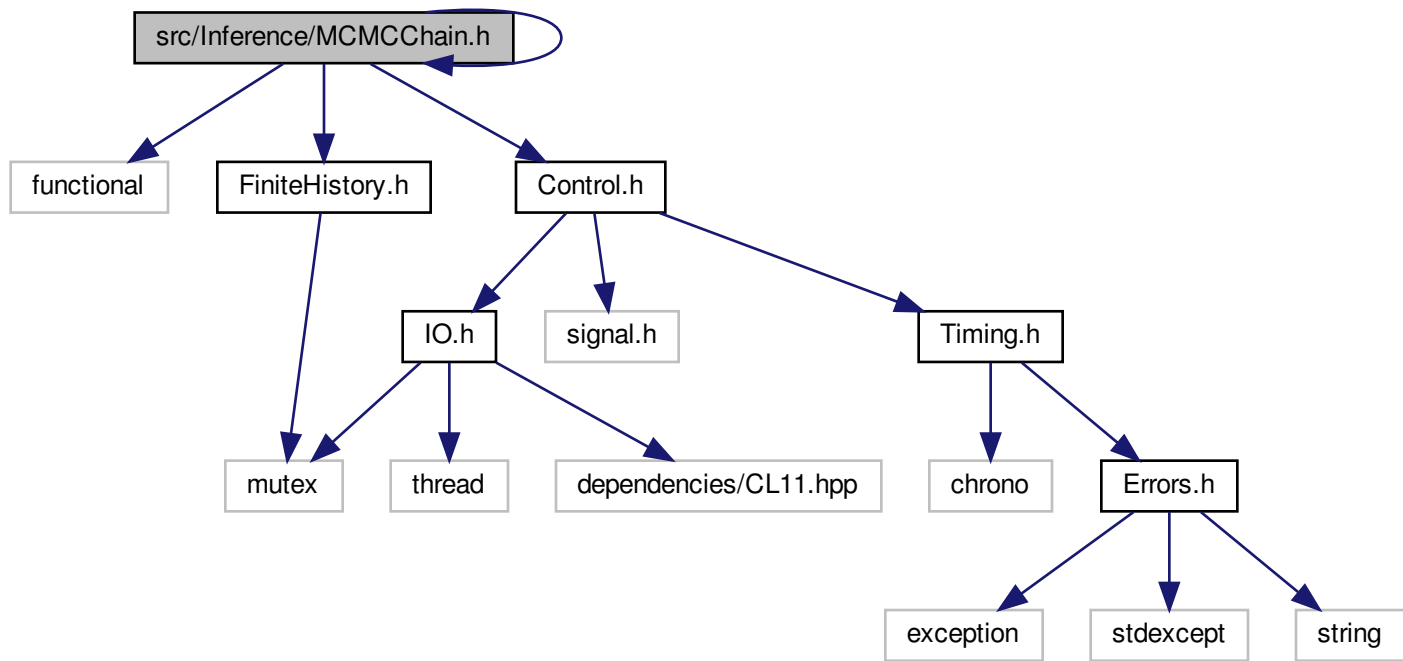 src/Inference/MCMCChain.h
functional
FiniteHistory.h
Control.h
IO.h
signal.h
Timing.h
mutex
thread
dependencies/CL11.hpp
chrono
Errors.h
exception
stdexcept
string